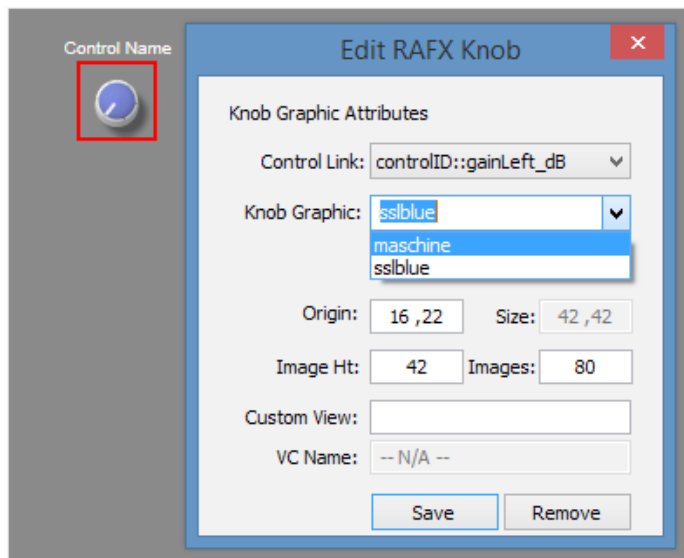 Control Name
Edit RAFX Knob
Knob Graphic Attributes
Control Link: controlID::gainLeft_dB
Knob Graphic: sslblue
maschine
sslblue
Origin: 16 ,22 Size: 42 ,42
Image Ht: 42 Images: 80
Custom View:
VC Name: -- N/A --
Save Remove